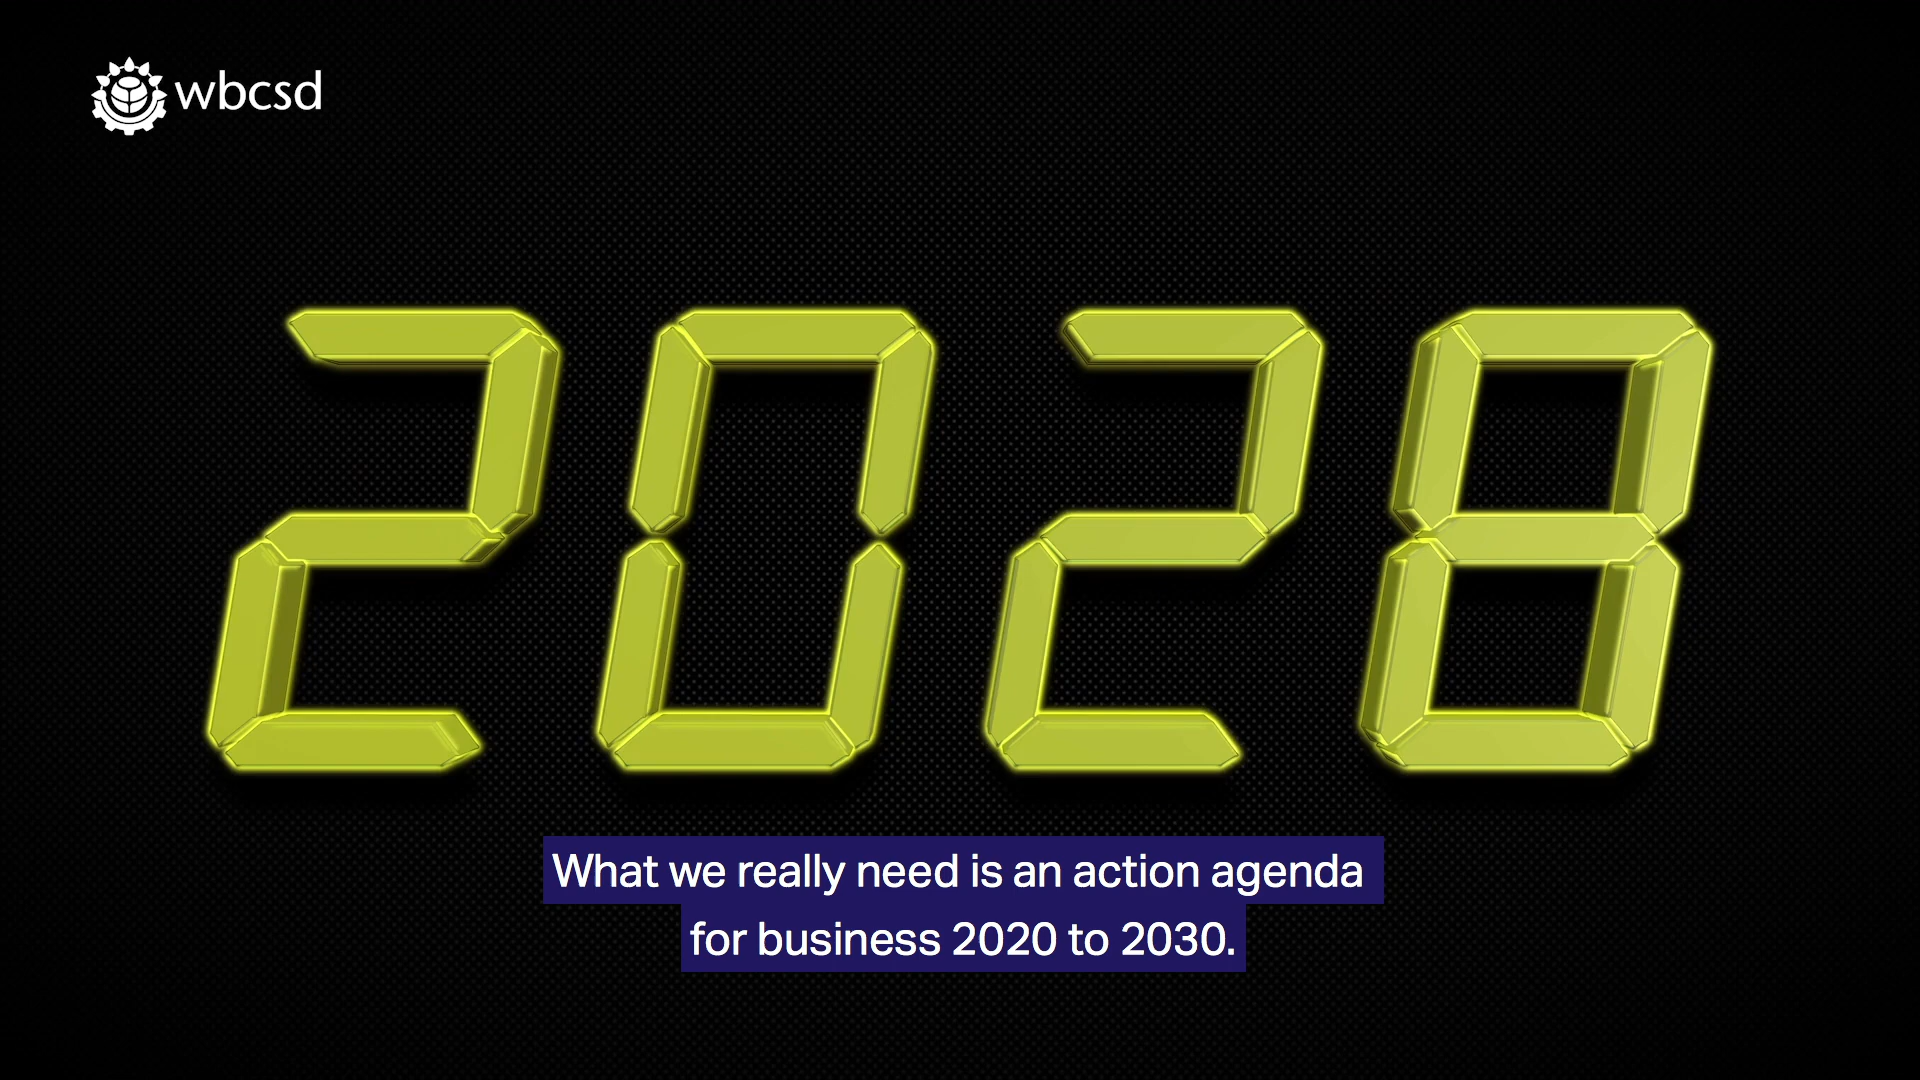 wbcsd
2028
What we really need is an action agenda
for business 2020 to 2030.